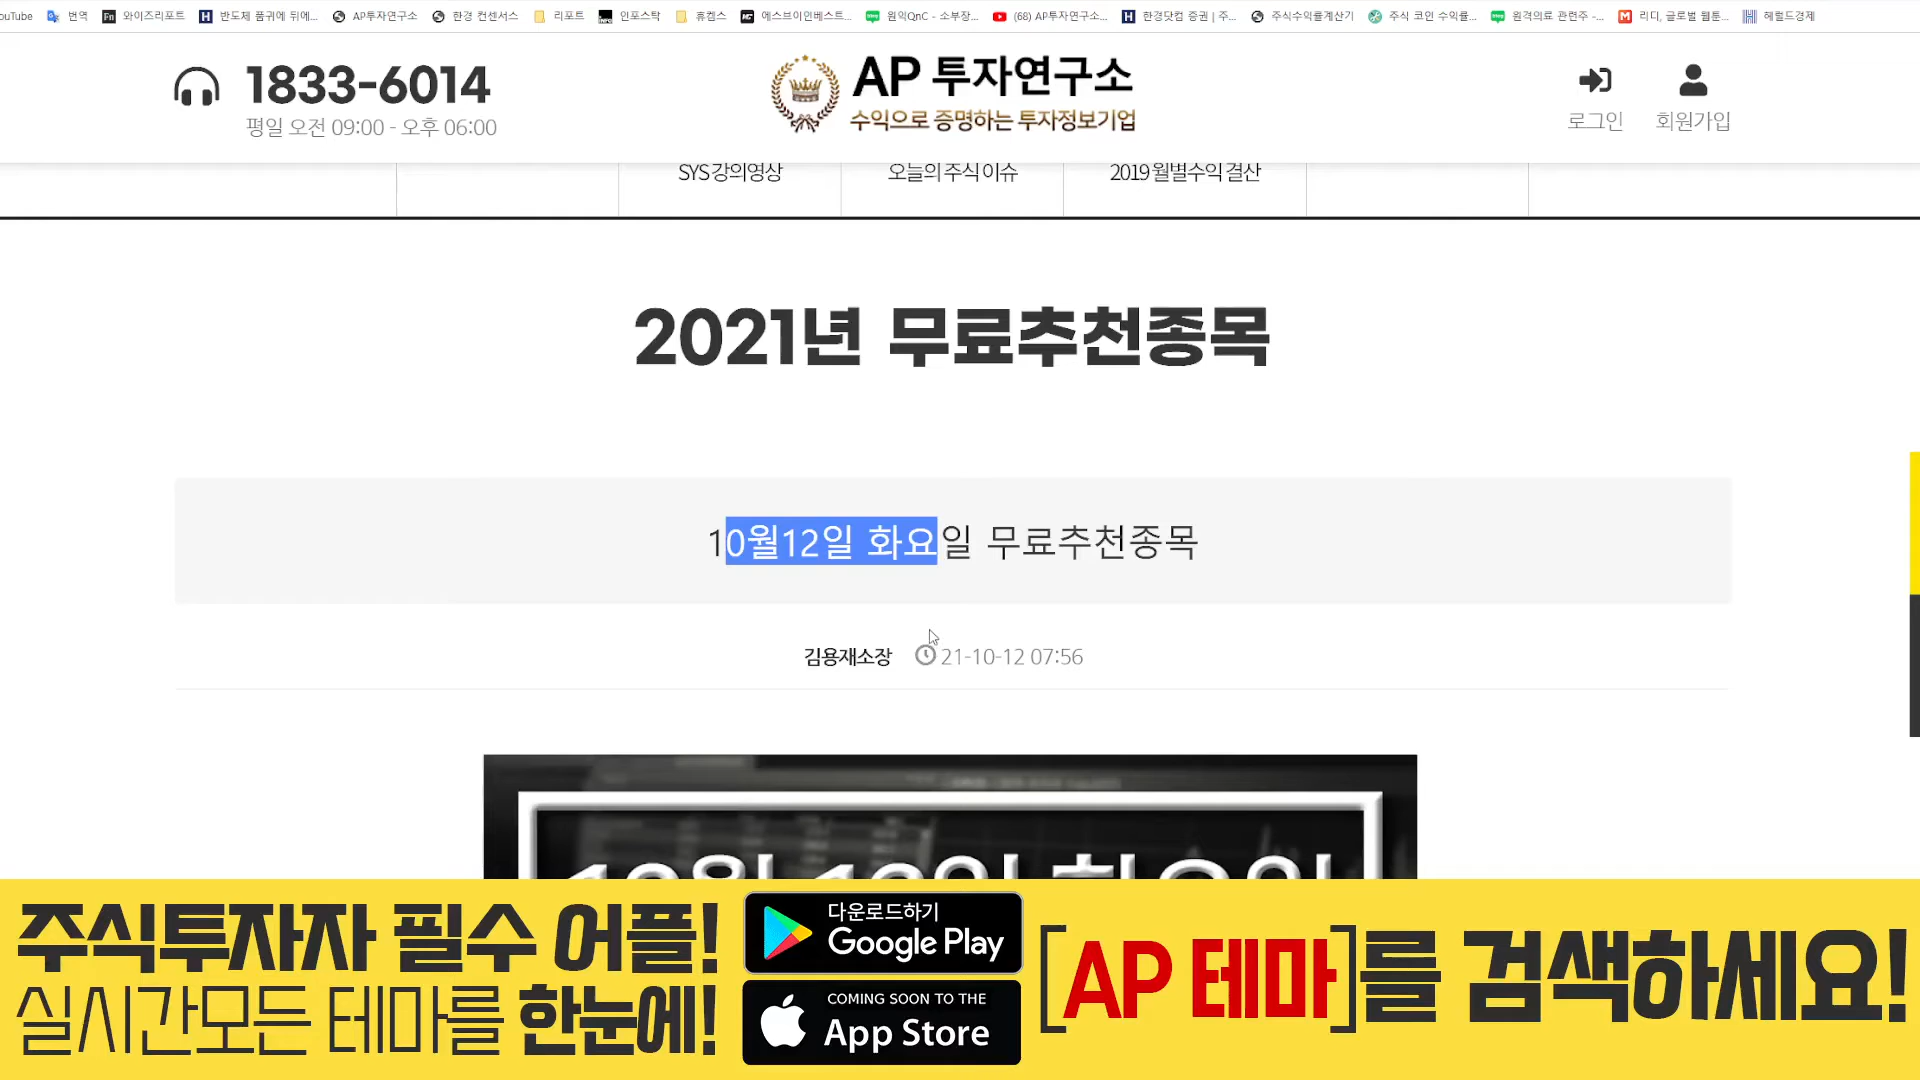 ouTube 번역 와이즈리포트 반도체 품귀에 뒤에... AP투자연구소 한경 컨센서스 리포트 인포스탁 휴켐스 에스브이인베스트... 원익QnC - 소부장... (68) AP투자연구소... 한경닷컴 증권 | 주... 주식수익률계산기 주식 코인 수익률... 원격의료 관련주 -... 리디, 글로벌 웹툰... 헤럴드경제
1833-6014
평일 오전 09:00 - 오후 06:00
AP 투자연구소
수익으로 증명하는 투자정보기업
로그인
회원가입
SYS 강의영상
오늘의 주식 이슈
2019 월별수익 결산
2021년 무료추천종목
10월12일 화요일 무료추천종목
김용재소장 21-10-12 07:56
10월 12일 화요일
주식투자자 필수 어플!
실시간모든 테마를 한눈에!
다운로드하기
Google Play
COMING SOON TO THE
App Store
[AP 테마]를 검색하세요!